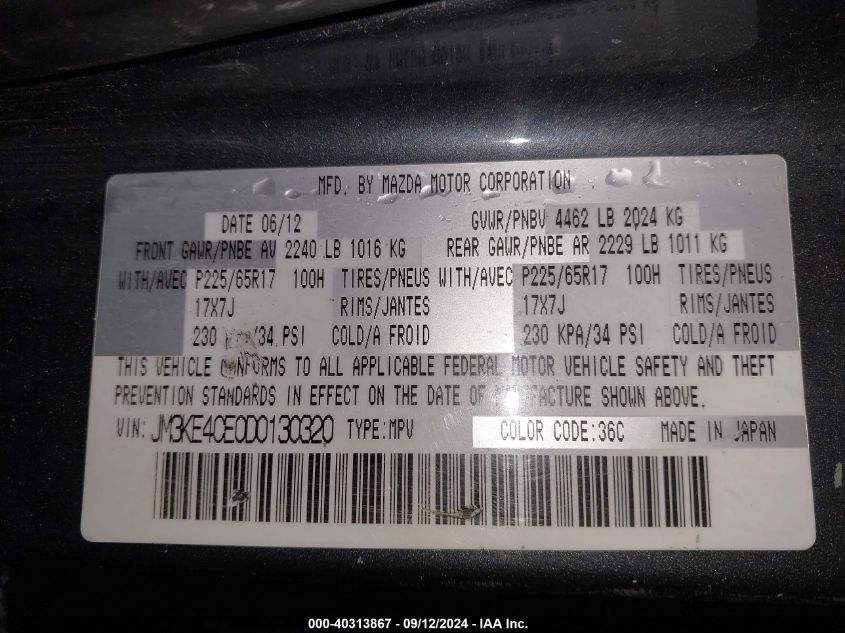 MFD. BY MAZDA MOTOR CORPORATION
DATE 06/12 GVWR/PNBV 4462 LB 2024 KG
FRONT GAWR/PNBE AV 2240 LB 1016 KG REAR GAWR/PNBE AR 2229 LB 1011 KG
WITH/AVEC P225/65R17 100H TIRES/PNEUS WITH/AVEC P225/65R17 100H TIRES/PNEUS
17X7J RIMS/JANTES 17X7J RIMS/JANTES
230 KPA/34 PSI COLD/A FROID 230 KPA/34 PSI COLD/A FROID
THIS VEHICLE CONFORMS TO ALL APPLICABLE FEDERAL MOTOR VEHICLE SAFETY AND THEFT
PREVENTION STANDARDS IN EFFECT ON THE DATE OF MANUFACTURE SHOWN ABOVE.
VIN: JM3KE4CE0D0130320 TYPE:MPV COLOR CODE:36C MADE IN JAPAN
000-40313867 - 09/12/2024 - IAA Inc.